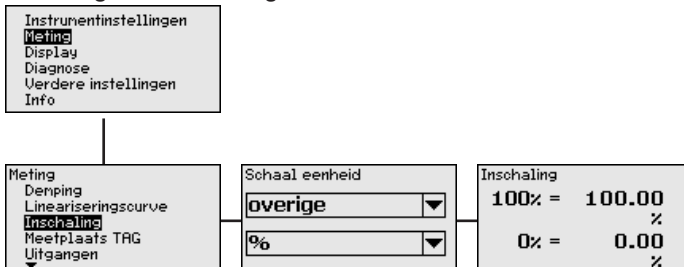 Instrumentinstellingen
Meting
Display
Diagnose
Verdere instellingen
Info
Meting
Demping
Lineariseringscurve
Inschaling
Meetplaats TAG
Uitgangen
Schaal eenheid
overige
%
Inschaling
100% = 100.00
%
0% = 0.00
%